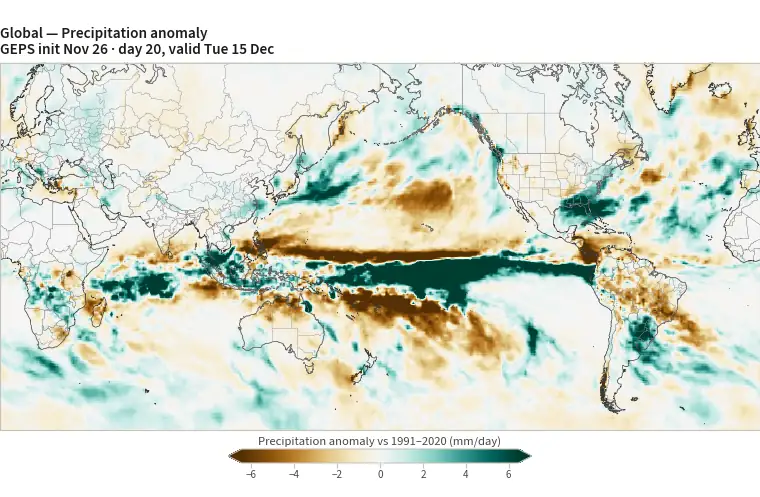 Global — Precipitation anomaly
GEPS init Nov 26 · day 20, valid Tue 15 Dec
Precipitation anomaly vs 1991–2020 (mm/day)
−6 −4 −2 0 2 4 6